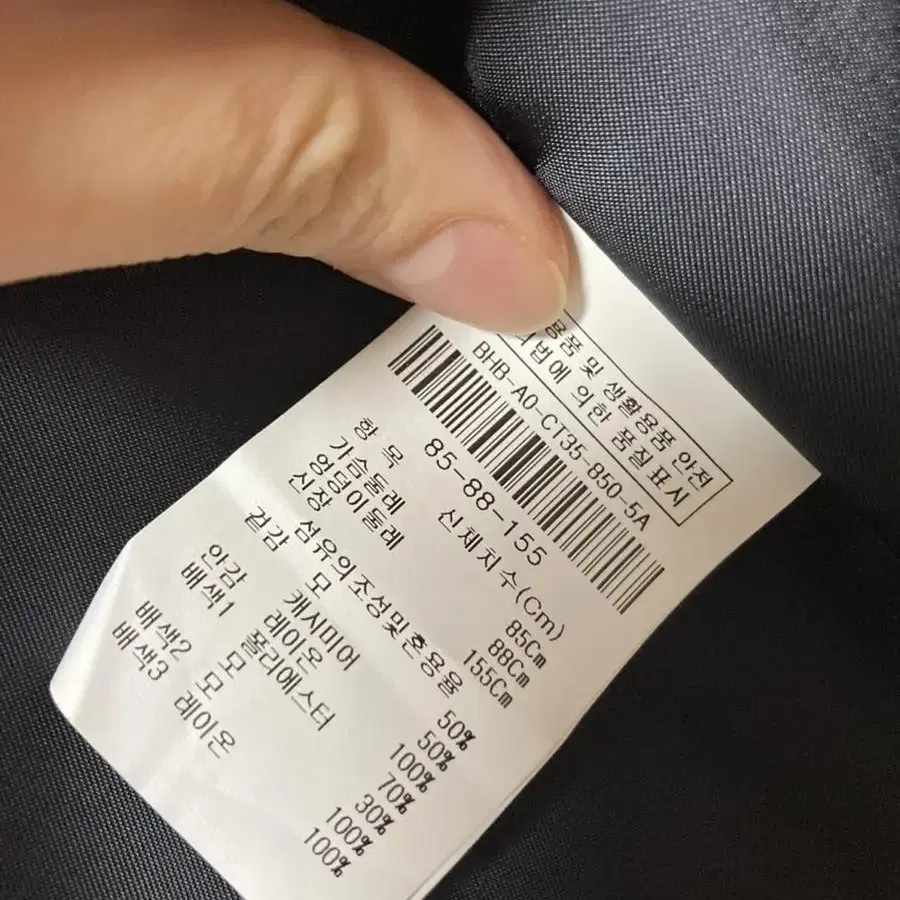 용품 및 생활용품 안전
법에 의한 품질표시
BHB-A0-CT35-850-5A
85-88-155
항 목 신체치수(Cm)
가슴둘레 85Cm
엉덩이둘레 88Cm
신장 155Cm
섬유의조성및혼용율
겉감 모 50%
캐시미어 50%
안감 레이온 100%
배색1 모 70%
폴리에스터 30%
배색2 모 100%
배색3 레이온 100%